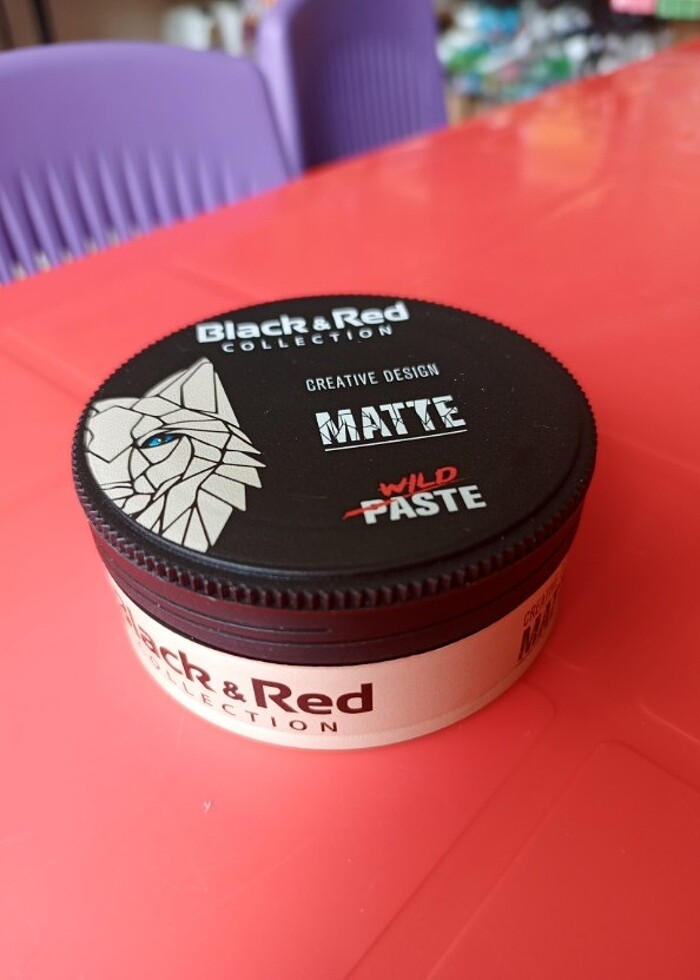 Black & Red
COLLECTION
CREATIVE DESIGN
MATTE
WILD
PASTE
Black & Red
COLLECTION